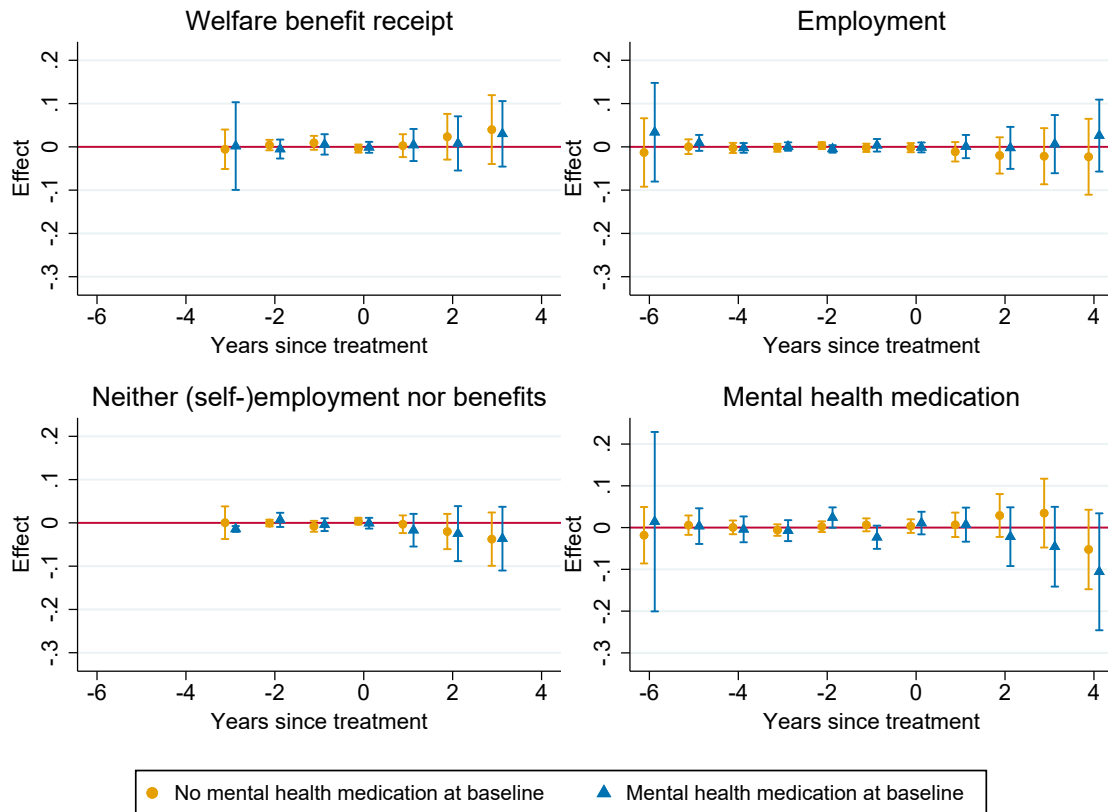 Welfare benefit receipt
Effect
.2
.1
0
-.1
-.2
-.3
-6 -4 -2 0 2 4
Years since treatment
Employment
Effect
.2
.1
0
-.1
-.2
-.3
-6 -4 -2 0 2 4
Years since treatment
Neither (self-)employment nor benefits
Effect
.2
.1
0
-.1
-.2
-.3
-6 -4 -2 0 2 4
Years since treatment
Mental health medication
Effect
.2
.1
0
-.1
-.2
-.3
-6 -4 -2 0 2 4
Years since treatment
No mental health medication at baseline Mental health medication at baseline